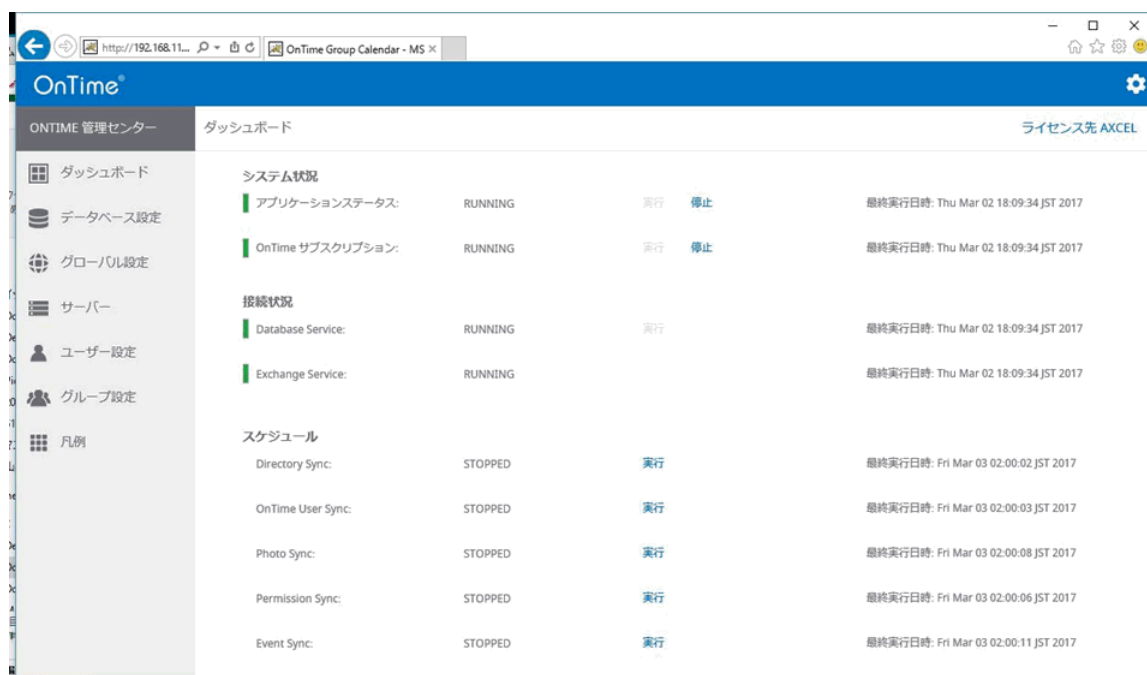 http://192.168.11... OnTime Group Calendar - MS
OnTime®
ONTIME 管理センター ダッシュボード ライセンス先 AXCEL
ダッシュボード
データベース設定
グローバル設定
サーバー
ユーザー設定
グループ設定
凡例
システム状況
アプリケーションステータス: RUNNING 実行 停止 最終実行日時: Thu Mar 02 18:09:34 JST 2017
OnTime サブスクリプション: RUNNING 実行 停止 最終実行日時: Thu Mar 02 18:09:34 JST 2017
接続状況
Database Service: RUNNING 実行 最終実行日時: Thu Mar 02 18:09:34 JST 2017
Exchange Service: RUNNING 最終実行日時: Thu Mar 02 18:09:34 JST 2017
スケジュール
Directory Sync: STOPPED 実行 最終実行日時: Fri Mar 03 02:00:02 JST 2017
OnTime User Sync: STOPPED 実行 最終実行日時: Fri Mar 03 02:00:03 JST 2017
Photo Sync: STOPPED 実行 最終実行日時: Fri Mar 03 02:00:08 JST 2017
Permission Sync: STOPPED 実行 最終実行日時: Fri Mar 03 02:00:06 JST 2017
Event Sync: STOPPED 実行 最終実行日時: Fri Mar 03 02:00:11 JST 2017